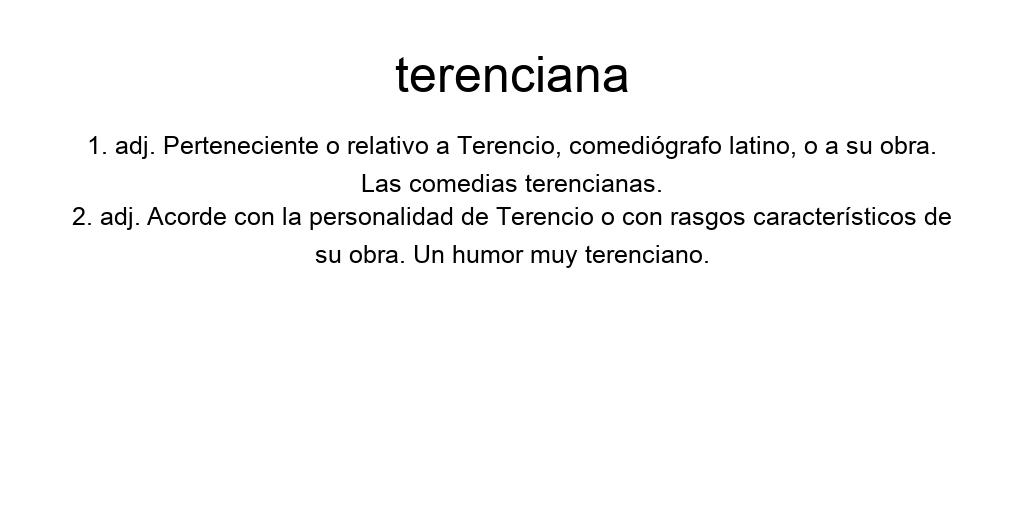 terenciana
1. adj. Perteneciente o relativo a Terencio, comediógrafo latino, o a su obra.
Las comedias terencianas.
2. adj. Acorde con la personalidad de Terencio o con rasgos característicos de
su obra. Un humor muy terenciano.